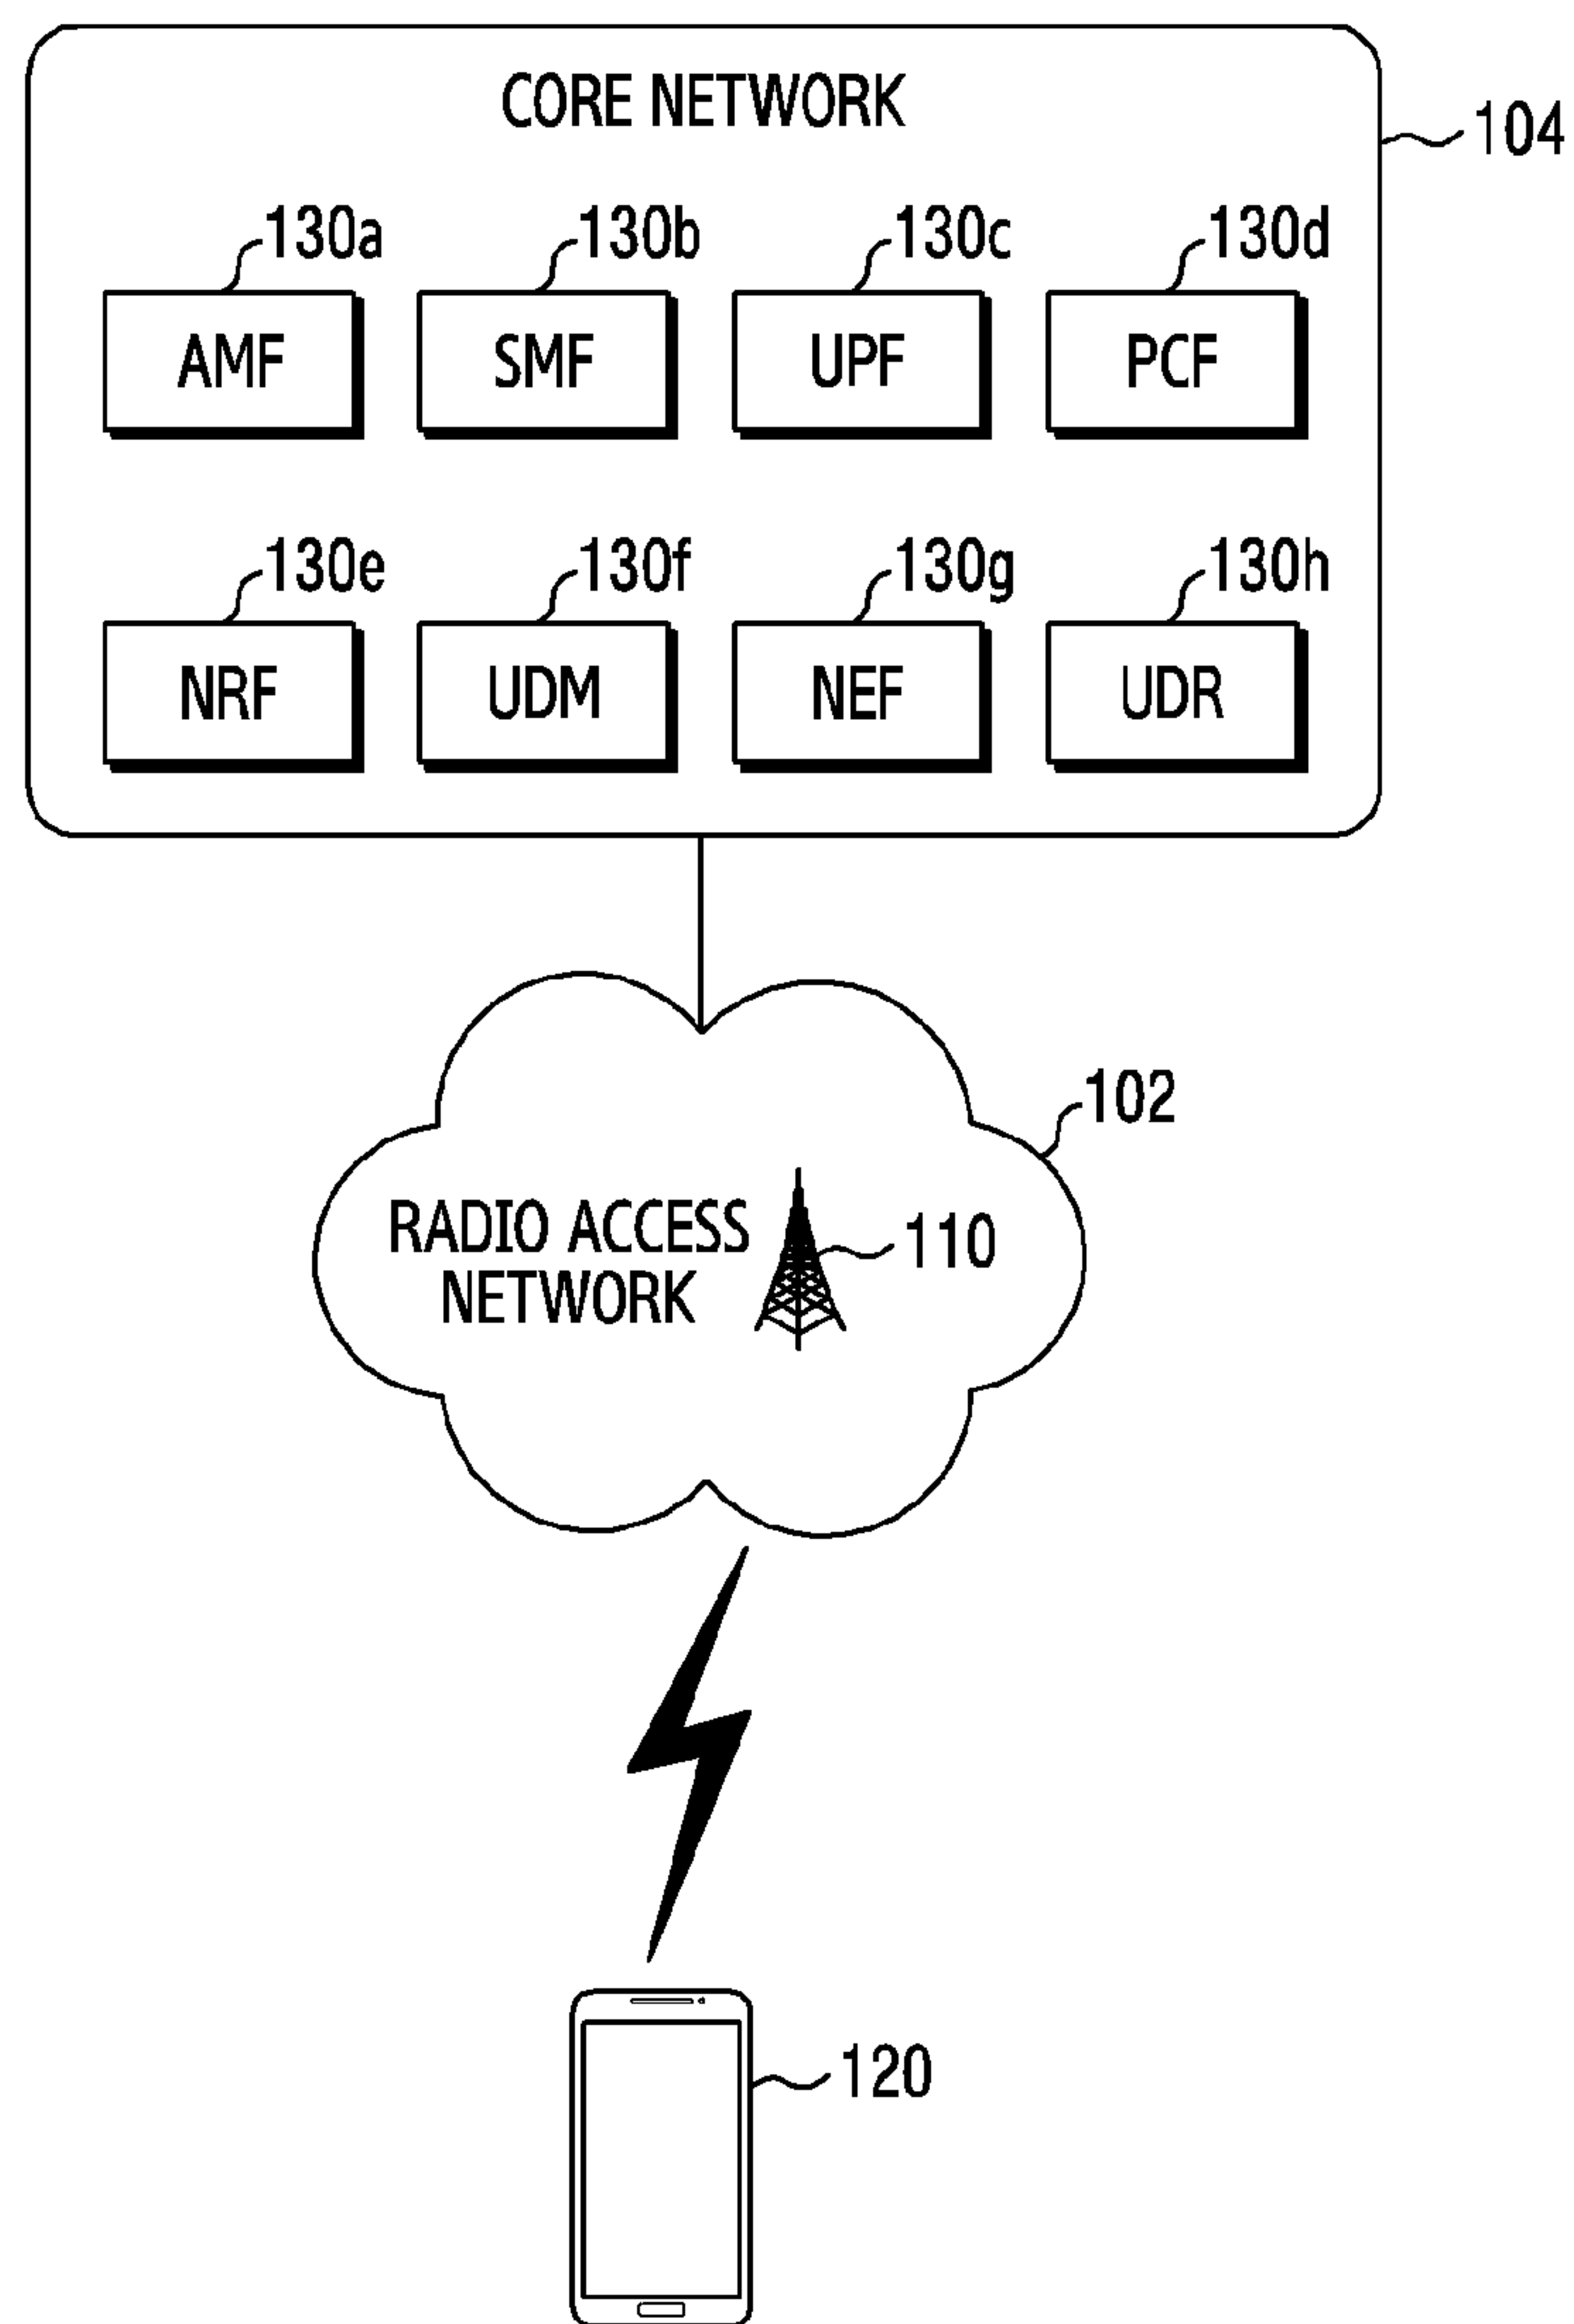 CORE NETWORK
104
130a 130b 130c 130d
AMF SMF UPF PCF
130e 130f 130g 130h
NRF UDM NEF UDR
102
RADIO ACCESS
NETWORK
110
120